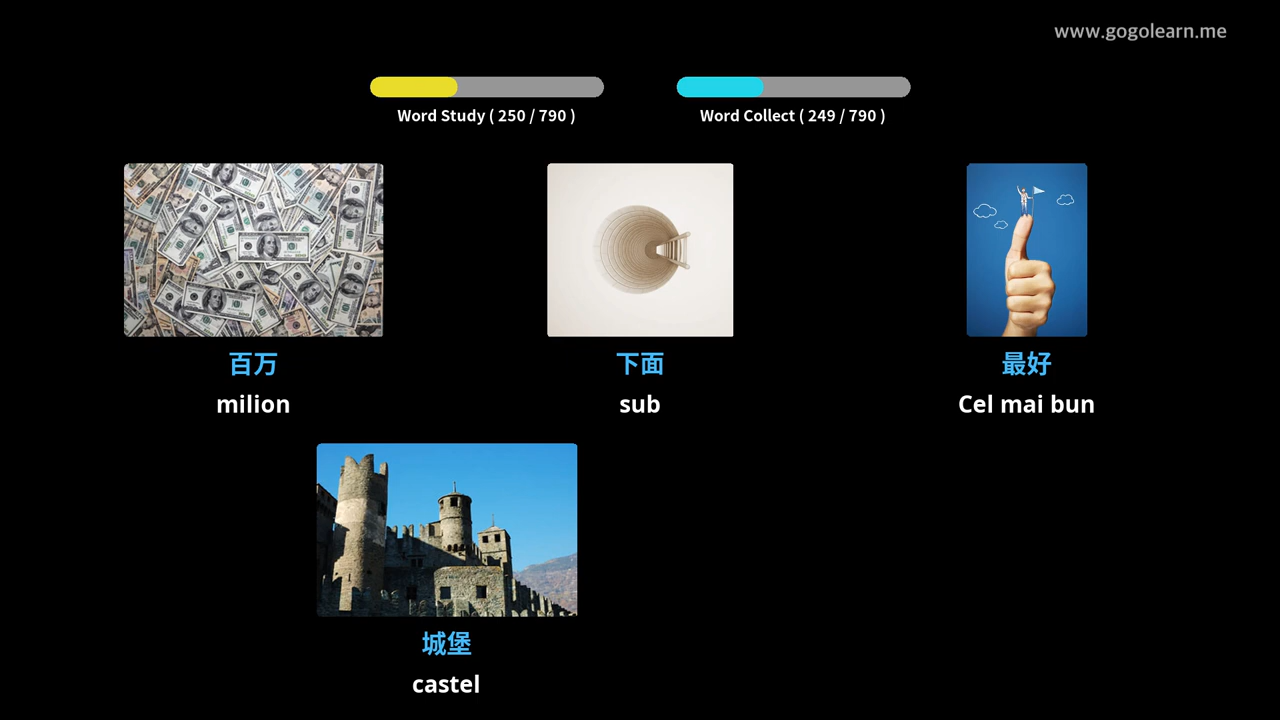 www.gogolearn.me
Word Study ( 250 / 790 )
Word Collect ( 249 / 790 )
百万
milion
下面
sub
最好
Cel mai bun
城堡
castel